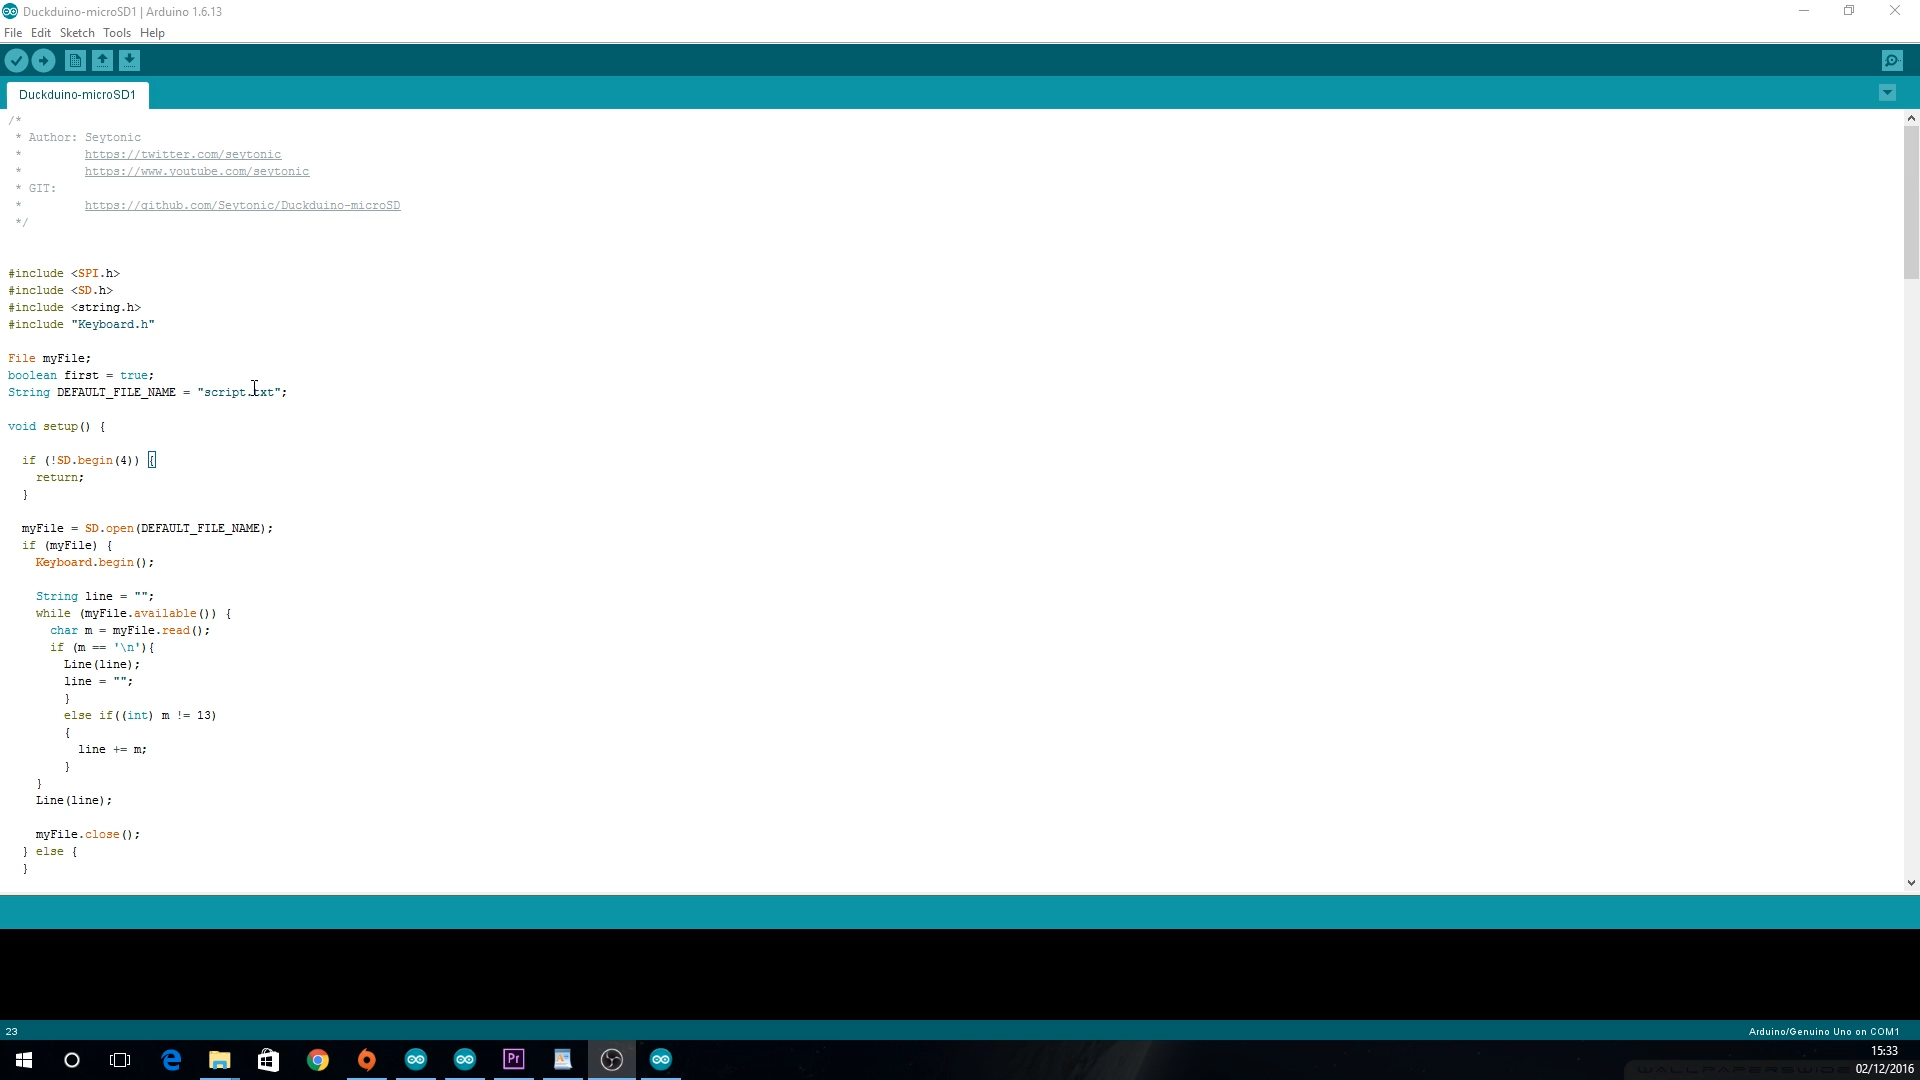 Duckduino-microSD1 | Arduino 1.6.13
File Edit Sketch Tools Help
Duckduino-microSD1
/*
* Author: Seytonic
* https://twitter.com/seytonic
* https://www.youtube.com/seytonic
* GIT:
* https://github.com/Seytonic/Duckduino-microSD
*/
#include <SPI.h>
#include <SD.h>
#include <string.h>
#include "Keyboard.h"
File myFile;
boolean first = true;
String DEFAULT_FILE_NAME = "script.txt";
void setup() {
if (!SD.begin(4)) {
return;
}
myFile = SD.open(DEFAULT_FILE_NAME);
if (myFile) {
Keyboard.begin();
String line = "";
while (myFile.available()) {
char m = myFile.read();
if (m == '\n'){
Line(line);
line = "";
}
else if((int) m != 13)
{
line += m;
}
}
Line(line);
myFile.close();
} else {
}
23
Arduino/Genuino Uno on COM1
Pr
15:33
WALLPAPERSWIDE
02/12/2016